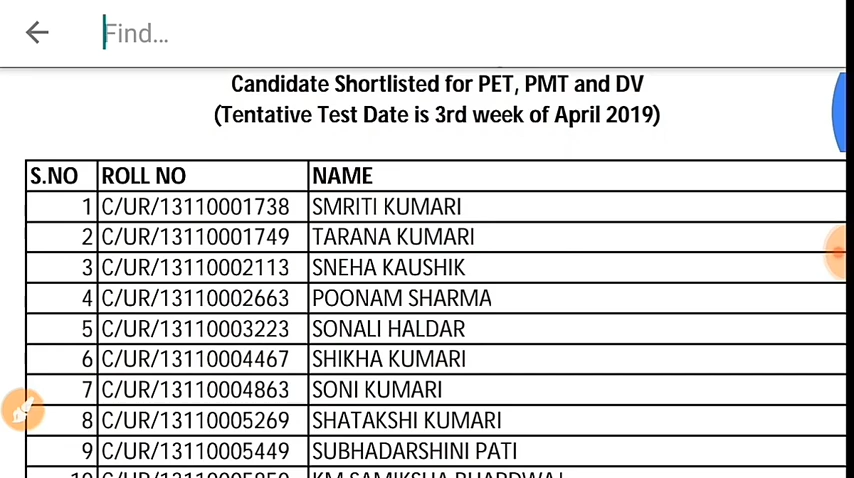 Find...
Candidate Shortlisted for PET, PMT and DV
(Tentative Test Date is 3rd week of April 2019)
S.NO ROLL NO NAME
1 C/UR/13110001738 SMRITI KUMARI
2 C/UR/13110001749 TARANA KUMARI
3 C/UR/13110002113 SNEHA KAUSHIK
4 C/UR/13110002663 POONAM SHARMA
5 C/UR/13110003223 SONALI HALDAR
6 C/UR/13110004467 SHIKHA KUMARI
7 C/UR/13110004863 SONI KUMARI
8 C/UR/13110005269 SHATAKSHI KUMARI
9 C/UR/13110005449 SUBHADARSHINI PATI